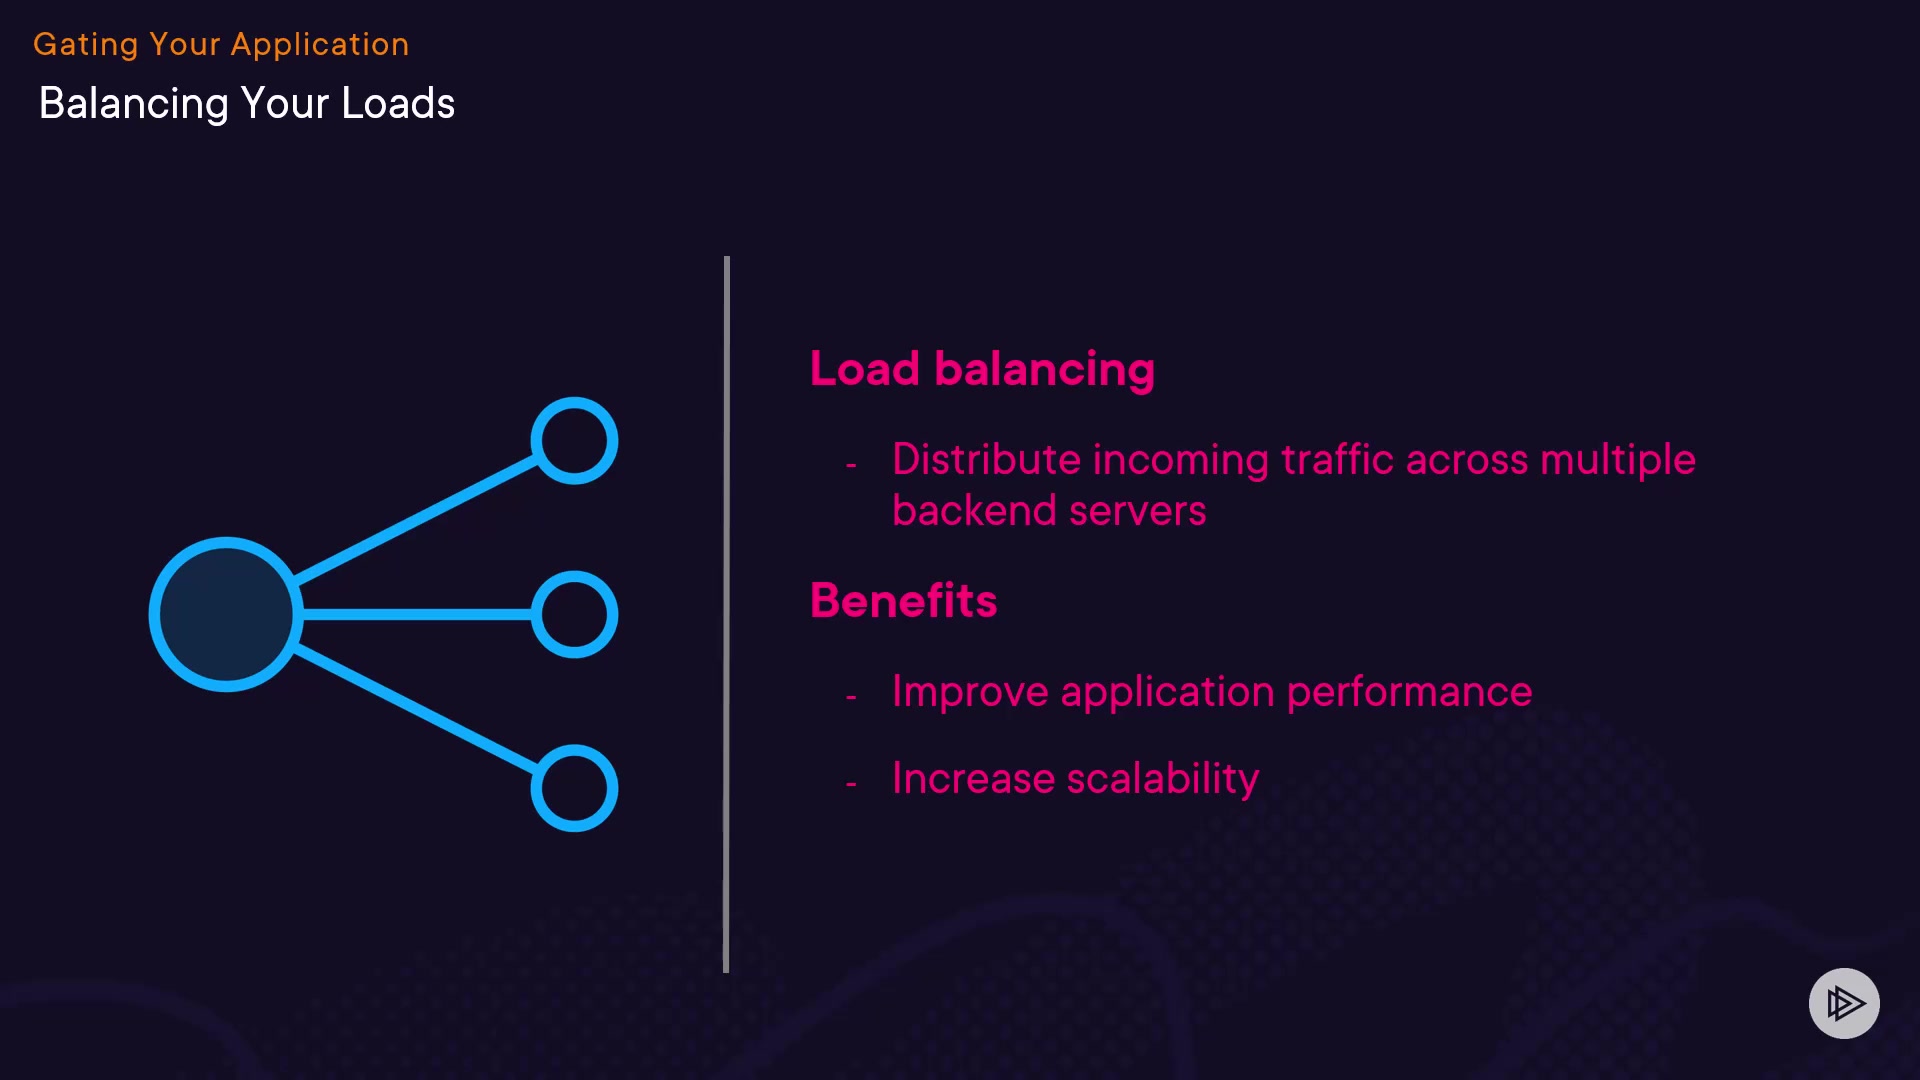 Gating Your Application
Balancing Your Loads
Load balancing
- Distribute incoming traffic across multiple
backend servers
Benefits
- Improve application performance
- Increase scalability